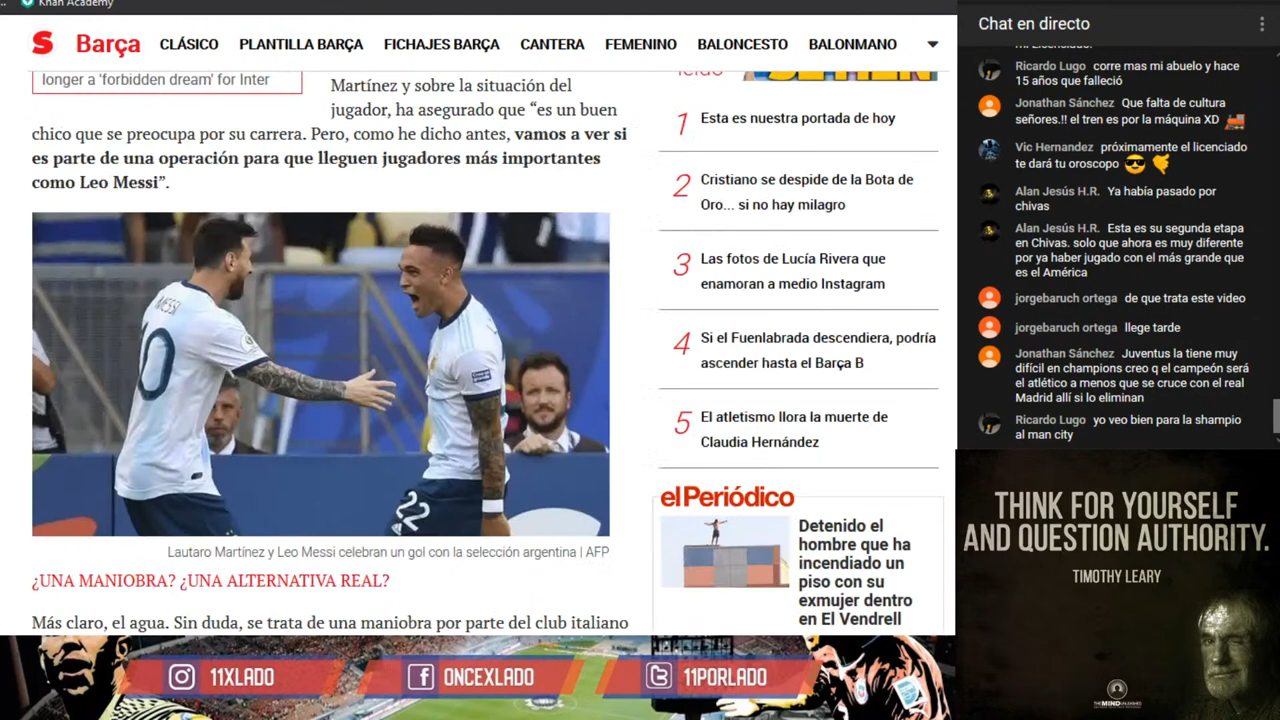 Khan Academy
S Barça CLÁSICO PLANTILLA BARÇA FICHAJES BARÇA CANTERA FEMENINO BALONCESTO BALONMANO
longer a 'forbidden dream' for Inter
Martínez y sobre la situación del
jugador, ha asegurado que “es un buen
chico que se preocupa por su carrera. Pero, como he dicho antes, vamos a ver si
es parte de una operación para que lleguen jugadores más importantes
como Leo Messi”.
MESSI
10
22
Lautaro Martínez y Leo Messi celebran un gol con la selección argentina | AFP
¿UNA MANIOBRA? ¿UNA ALTERNATIVA REAL?
Más claro, el agua. Sin duda, se trata de una maniobra por parte del club italiano
1 Esta es nuestra portada de hoy
2 Cristiano se despide de la Bota de
Oro... si no hay milagro
3 Las fotos de Lucía Rivera que
enamoran a medio Instagram
4 Si el Fuenlabrada descendiera, podría
ascender hasta el Barça B
5 El atletismo llora la muerte de
Claudia Hernández
elPeriódico
Detenido el
hombre que ha
incendiado un
piso con su
exmujer dentro
en El Vendrell
Chat en directo
Ricardo Lugo corre mas mi abuelo y hace
15 años que falleció
Jonathan Sánchez Que falta de cultura
señores.!! el tren es por la máquina XD
Vic Hernandez próximamente el licenciado
te dará tu oroscopo
Alan Jesús H.R. Ya había pasado por
chivas
Alan Jesús H.R. Esta es su segunda etapa
en Chivas. solo que ahora es muy diferente
por ya haber jugado con el más grande que
es el América
jorgebaruch ortega de que trata este video
jorgebaruch ortega llege tarde
Jonathan Sánchez Juventus la tiene muy
difícil en champions creo q el campeón será
el atlético a menos que se cruce con el real
Madrid allí si lo eliminan
Ricardo Lugo yo veo bien para la shampio
al man city
THINK FOR YOURSELF
AND QUESTION AUTHORITY.
TIMOTHY LEARY
THEMINDUNLEASHED
11XLADO
ONCEXLADO
11PORLADO